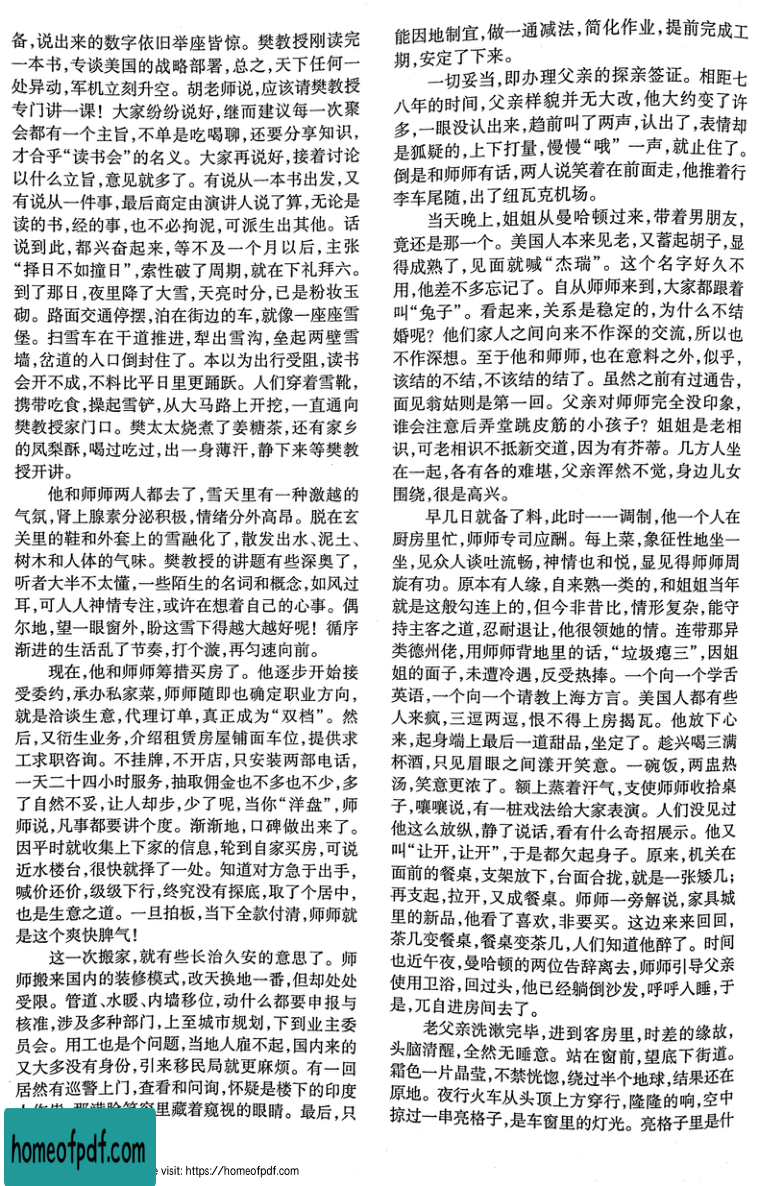 备，说出来的数字依旧举座皆惊。樊教授刚读完
一本书，专谈美国的战略部署，总之，天下任何一
处异动，军机立刻升空。胡老师说，应该请樊教授
专门讲一课！大家纷纷说好，继而建议每一次聚
会都有一个主旨，不单是吃喝聊，还要分享知识，
才合乎“读书会”的名义。大家再说好，接着讨论
以什么立旨，意见就多了。有说从一本书出发，又
有说从一件事，最后商定由演讲人说了算，无论是
读的书，经的事，也不必拘泥，可派生出其他。话
说到此，都兴奋起来，等不及一个月以后，主张
“择日不如撞日”，索性破了周期，就在下礼拜六。
到了那日，夜里降了大雪，天亮时分，已是粉妆玉
砌。路面交通停摆，泊在街边的车，就像一座座雪
堡。扫雪车在干道推进，犁出雪沟，垒起两壁雪
墙，岔道的入口倒封住了。本以为出行受阻，读书
会开不成，不料比平日里更踊跃。人们穿着雪靴，
携带吃食，操起雪铲，从大马路上开挖，一直通向
樊教授家门口。樊太太烧煮了姜糖茶，还有家乡
的凤梨酥，喝过吃过，出一身薄汗，静下来等樊教
授开讲。
他和师师两人都去了，雪天里有一种激越的
气氛，肾上腺素分泌积极，情绪分外高昂。脱在玄
关里的鞋和外套上的雪融化了，散发出水、泥土、
树木和人体的气味。樊教授的讲题有些深奥了，
听者大半不太懂，一些陌生的名词和概念，如风过
耳，可人人神情专注，或许在想着自己的心事。偶
尔地，望一眼窗外，盼这雪下得越大越好呢！循序
渐进的生活乱了节奏，打个漩，再匀速向前。
现在，他和师师筹措买房了。他逐步开始接
受委约，承办私家菜，师师随即也确定职业方向，
就是洽谈生意，代理订单，真正成为“双档”。然
后，又衍生业务，介绍租赁房屋铺面车位，提供求
工求职咨询。不挂牌，不开店，只安装两部电话，
一天二十四小时服务，抽取佣金也不多也不少，多
了自然不妥，让人却步，少了呢，当你“洋盘”，师
师说，凡事都要讲个度。渐渐地，口碑做出来了。
因平时就收集上下家的信息，轮到自家买房，可说
近水楼台，很快就择了一处。知道对方急于出手，
喊价还价，级级下行，终究没有探底，取了个居中，
也是生意之道。一旦拍板，当下全款付清，师师就
是这个爽快脾气！
这一次搬家，就有些长治久安的意思了。师
师搬来国内的装修模式，改天换地一番，但却处处
受限。管道、水暖、内墙移位，动什么都要申报与
核准，涉及多种部门，上至城市规划，下到业主委
员会。用工也是个问题，当地人雇不起，国内来的
又大多没有身份，引来移民局就更麻烦。有一回
居然有巡警上门，查看和问询，怀疑是楼下的印度
里藏着窥视的眼睛。最后，只
能因地制宜，做一通减法，简化作业，提前完成工
期，安定了下来。
一切妥当，即办理父亲的探亲签证。相距七
八年的时间，父亲样貌并无大改，他大约变了许
多，一眼没认出来，趋前叫了两声，认出了，表情却
是狐疑的，上下打量，慢慢“哦”一声，就止住了。
倒是和师师有话，两人说笑着在前面走，他推着行
李车尾随，出了纽瓦克机场。
当天晚上，姐姐从曼哈顿过来，带着男朋友，
竟还是那一个。美国人本来见老，又蓄起胡子，显
得成熟了，见面就喊“杰瑞”。这个名字好久不
用，他差不多忘记了。自从师师来到，大家都跟着
叫“兔子”。看起来，关系是稳定的，为什么不结
婚呢？他们家人之间向来不作深的交流，所以也
不作深想。至于他和师师，也在意料之外，似乎，
该结的不结，不该结的结了。虽然之前有过通告，
面见翁姑则是第一回。父亲对师师完全没印象，
谁会注意后弄堂跳皮筋的小孩子？姐姐是老相
识，可老相识不抵新交道，因为有芥蒂。几方人坐
在一起，各有各的难堪，父亲浑然不觉，身边儿女
围绕，很是高兴。
早几日就备了料，此时一一调制，他一个人在
厨房里忙，师师专司应酬。每上菜，象征性地坐一
坐，见众人谈吐流畅，神情也和悦，显见得师师周
旋有功。原本有人缘，自来熟一类的，和姐姐当年
就是这般勾连上的，但今非昔比，情形复杂，能守
持主客之道，忍耐退让，他很领她的情。连带那异
类德州佬，用师师背地里的话，“垃圾瘪三”，因姐
姐的面子，未遭冷遇，反受热捧。一个向一个学舌
英语，一个向一个请教上海方言。美国人都有些
人来疯，三逗两逗，恨不得上房揭瓦。他放下心
来，起身端上最后一道甜品，坐定了。趁兴喝三满
杯酒，只见眉眼之间漾开笑意。一碗饭，两盅热
汤，笑意更浓了。额上蒸着汗气，支使师师收拾桌
子，嚷嚷说，有一桩戏法给大家表演。人们没见过
他这么放纵，静了说话，看有什么奇招展示。他又
叫“让开，让开”，于是都欠起身子。原来，机关在
面前的餐桌，支架放下，台面合拢，就是一张矮几；
再支起，拉开，又成餐桌。师师一旁解说，家具城
里的新品，他看了喜欢，非要买。这边来来回回，
茶几变餐桌，餐桌变茶几，人们知道他醉了。时间
也近午夜，曼哈顿的两位告辞离去，师师引导父亲
使用卫浴，回过头，他已经躺倒沙发，呼呼入睡，于
是，兀自进房间去了。
老父亲洗漱完毕，进到客房里，时差的缘故，
头脑清醒，全然无睡意。站在窗前，望底下街道。
霜色一片晶莹，不禁恍惚，绕过半个地球，结果还在
原地。夜行火车从头顶上方穿行，隆隆的响，空中
掠过一串亮格子，是车窗里的灯光。亮格子里是什
homeofpdf.com
e visit: https://homeofpdf.com